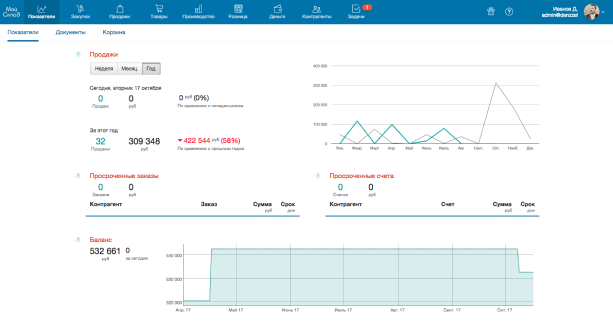 Мой Склад
Показатели Закупки Продажи Товары Производство Розница Деньги Контрагенты Задачи 1
Иванов Д.
admin@denzosl
Показатели Документы Корзина
Продажи
Неделя Месяц Год
Сегодня, вторник 17 октября
0 0
Продаж руб
0 руб (0%)
По сравнению с понедельником
За этот год
32 309 348
Продажи руб
422 544 руб (58%)
По сравнению с прошлым годом
400 000
300 000
200 000
100 000
0
Янв. Февр. Март Апр. Май Июнь Июль Авг. Сент. Окт. Нояб. Дек.
Просроченные заказы
0 0
Заказов руб
Контрагент Заказ Сумма руб Срок дни
Просроченные счета
0 0
Счетов руб
Контрагент Счет Сумма руб Срок дни
Баланс
532 661 0
руб за сегодня
540 000
530 000
520 000
Апр. 17 Май 17 Июнь 17 Июль 17 Авг. 17 Сент. 17 Окт. 17